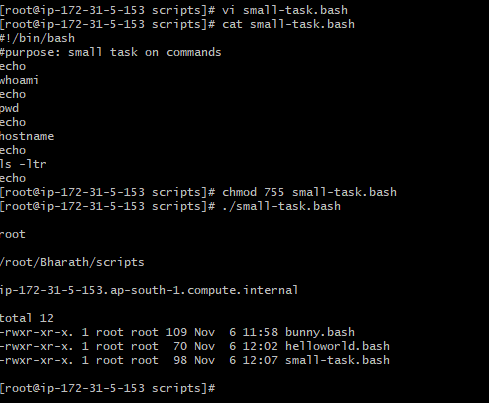 [root@ip-172-31-5-153 scripts]# vi small-task.bash
[root@ip-172-31-5-153 scripts]# cat small-task.bash
#!/bin/bash
#purpose: small task on commands
echo
whoami
echo
pwd
echo
hostname
echo
ls -ltr
echo
[root@ip-172-31-5-153 scripts]# chmod 755 small-task.bash
[root@ip-172-31-5-153 scripts]# ./small-task.bash
root
/root/Bharath/scripts
ip-172-31-5-153.ap-south-1.compute.internal
total 12
-rwxr-xr-x. 1 root root 109 Nov  6 11:58 bunny.bash
-rwxr-xr-x. 1 root root  70 Nov  6 12:02 helloworld.bash
-rwxr-xr-x. 1 root root  98 Nov  6 12:07 small-task.bash
[root@ip-172-31-5-153 scripts]#